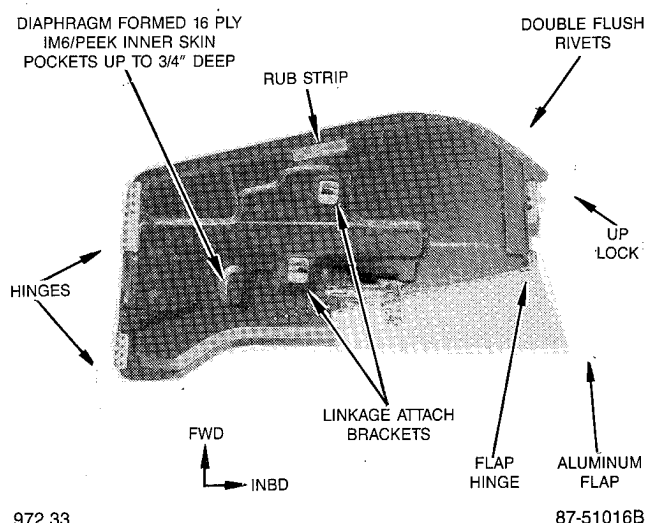 DIAPHRAGM FORMED 16 PLY
IM6/PEEK INNER SKIN
POCKETS UP TO 3/4" DEEP
DOUBLE FLUSH
RIVETS
RUB STRIP
UP
LOCK
HINGES
LINKAGE ATTACH
BRACKETS
FWD
INBD
FLAP
HINGE
ALUMINUM
FLAP
972.33
87-51016B